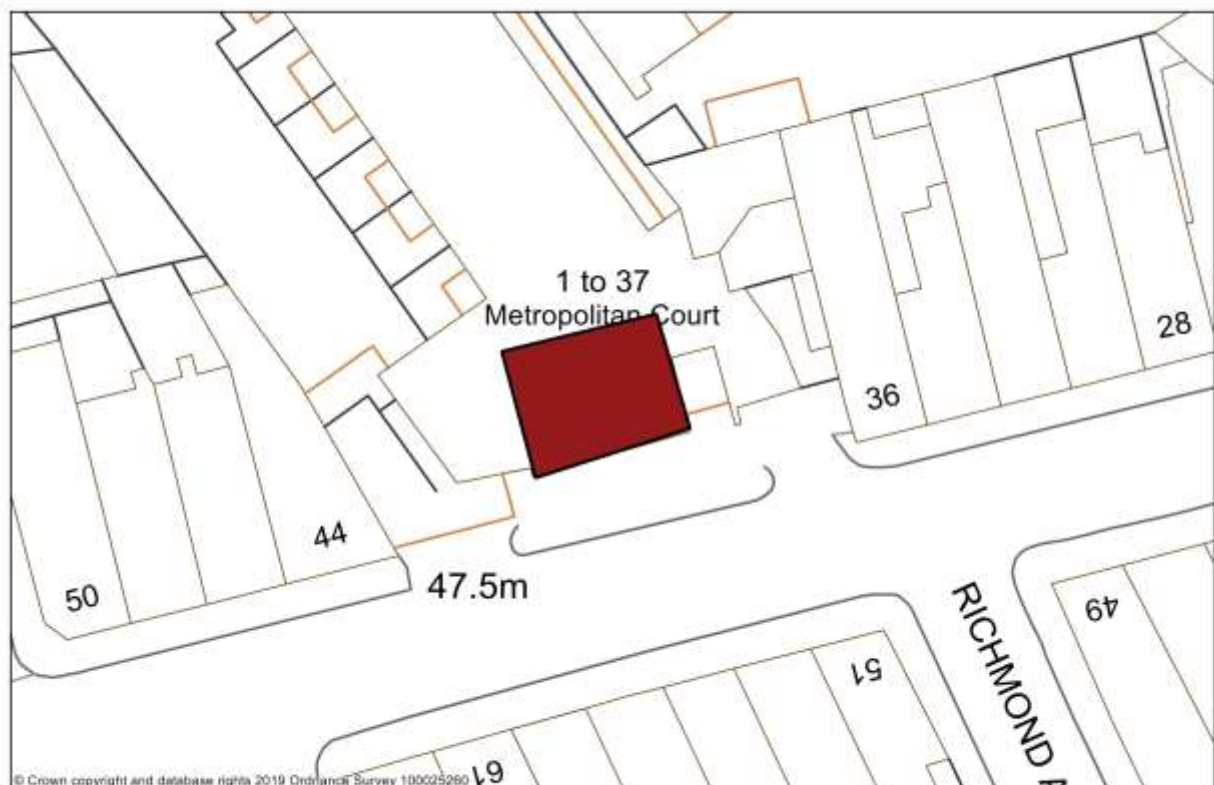 1 to 37
Metropolitan Court
28
36
44
50
47.5m
RICHMOND A
49
51
61
© Crown copyright and database rights 2019 Ordnance Survey 100025260